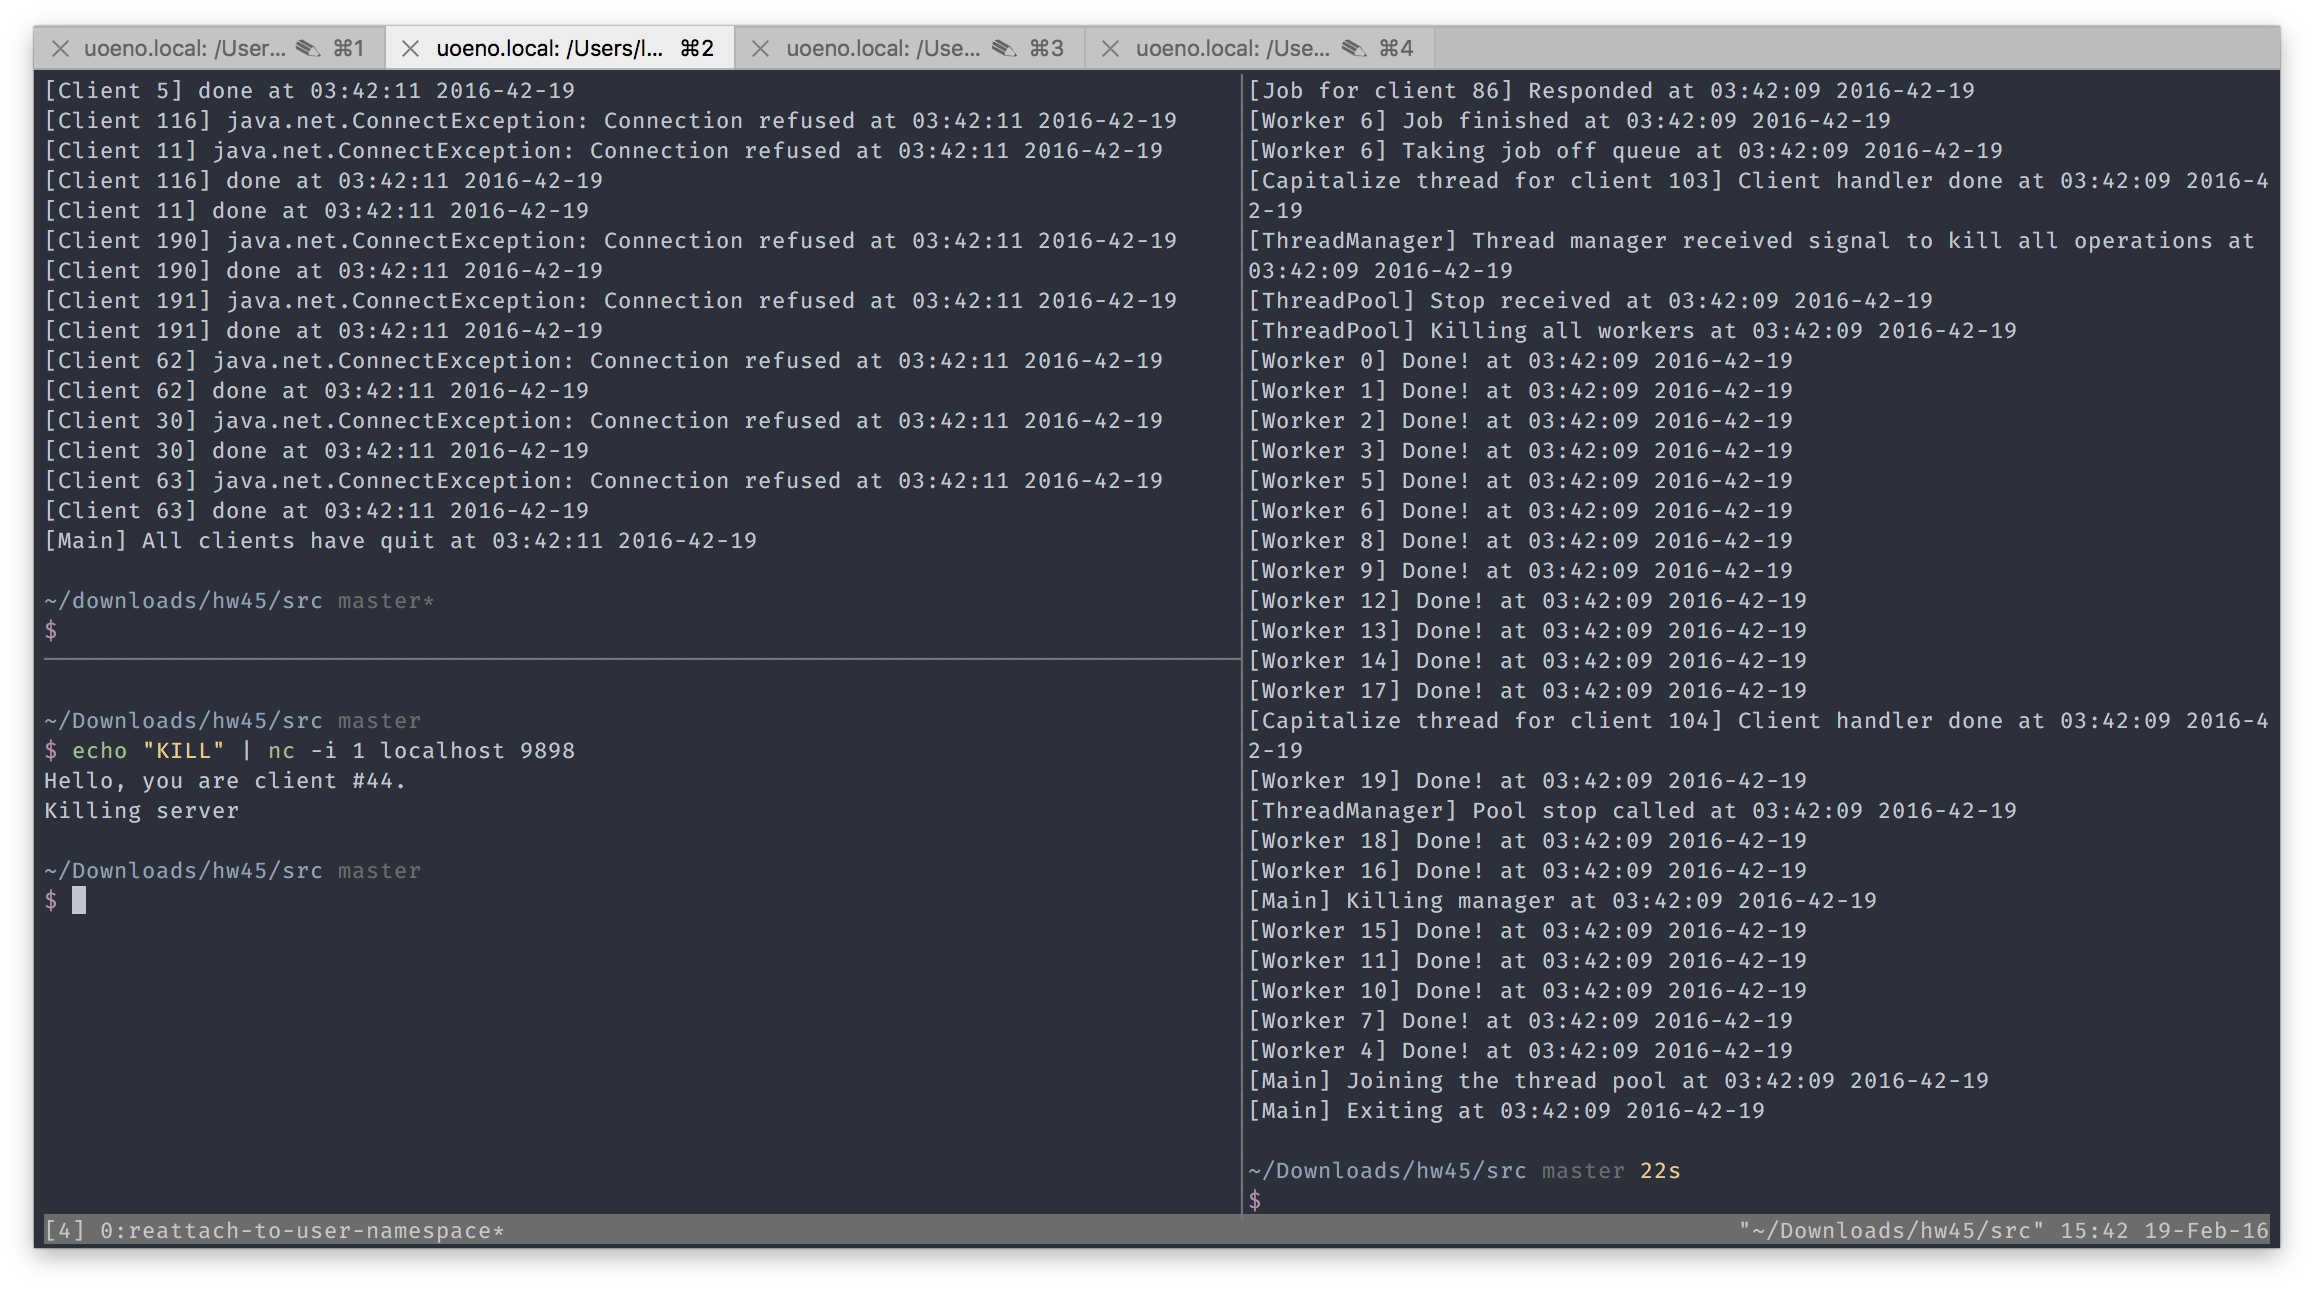 uoeno.local: /User... ⌘1
uoeno.local: /Users/l... ⌘2
uoeno.local: /Use... ⌘3
uoeno.local: /Use... ⌘4
[Client 5] done at 03:42:11 2016-42-19
[Client 116] java.net.ConnectException: Connection refused at 03:42:11 2016-42-19
[Client 11] java.net.ConnectException: Connection refused at 03:42:11 2016-42-19
[Client 116] done at 03:42:11 2016-42-19
[Client 11] done at 03:42:11 2016-42-19
[Client 190] java.net.ConnectException: Connection refused at 03:42:11 2016-42-19
[Client 190] done at 03:42:11 2016-42-19
[Client 191] java.net.ConnectException: Connection refused at 03:42:11 2016-42-19
[Client 191] done at 03:42:11 2016-42-19
[Client 62] java.net.ConnectException: Connection refused at 03:42:11 2016-42-19
[Client 62] done at 03:42:11 2016-42-19
[Client 30] java.net.ConnectException: Connection refused at 03:42:11 2016-42-19
[Client 30] done at 03:42:11 2016-42-19
[Client 63] java.net.ConnectException: Connection refused at 03:42:11 2016-42-19
[Client 63] done at 03:42:11 2016-42-19
[Main] All clients have quit at 03:42:11 2016-42-19
~/downloads/hw45/src master*
$
~/Downloads/hw45/src master
$ echo "KILL" | nc -i 1 localhost 9898
Hello, you are client #44.
Killing server
~/Downloads/hw45/src master
$
[Job for client 86] Responded at 03:42:09 2016-42-19
[Worker 6] Job finished at 03:42:09 2016-42-19
[Worker 6] Taking job off queue at 03:42:09 2016-42-19
[Capitalize thread for client 103] Client handler done at 03:42:09 2016-4
2-19
[ThreadManager] Thread manager received signal to kill all operations at
03:42:09 2016-42-19
[ThreadPool] Stop received at 03:42:09 2016-42-19
[ThreadPool] Killing all workers at 03:42:09 2016-42-19
[Worker 0] Done! at 03:42:09 2016-42-19
[Worker 1] Done! at 03:42:09 2016-42-19
[Worker 2] Done! at 03:42:09 2016-42-19
[Worker 3] Done! at 03:42:09 2016-42-19
[Worker 5] Done! at 03:42:09 2016-42-19
[Worker 6] Done! at 03:42:09 2016-42-19
[Worker 8] Done! at 03:42:09 2016-42-19
[Worker 9] Done! at 03:42:09 2016-42-19
[Worker 12] Done! at 03:42:09 2016-42-19
[Worker 13] Done! at 03:42:09 2016-42-19
[Worker 14] Done! at 03:42:09 2016-42-19
[Worker 17] Done! at 03:42:09 2016-42-19
[Capitalize thread for client 104] Client handler done at 03:42:09 2016-4
2-19
[Worker 19] Done! at 03:42:09 2016-42-19
[ThreadManager] Pool stop called at 03:42:09 2016-42-19
[Worker 18] Done! at 03:42:09 2016-42-19
[Worker 16] Done! at 03:42:09 2016-42-19
[Main] Killing manager at 03:42:09 2016-42-19
[Worker 15] Done! at 03:42:09 2016-42-19
[Worker 11] Done! at 03:42:09 2016-42-19
[Worker 10] Done! at 03:42:09 2016-42-19
[Worker 7] Done! at 03:42:09 2016-42-19
[Worker 4] Done! at 03:42:09 2016-42-19
[Main] Joining the thread pool at 03:42:09 2016-42-19
[Main] Exiting at 03:42:09 2016-42-19
~/Downloads/hw45/src master 22s
$
[4] 0:reattach-to-user-namespace*
"~/Downloads/hw45/src" 15:42 19-Feb-16